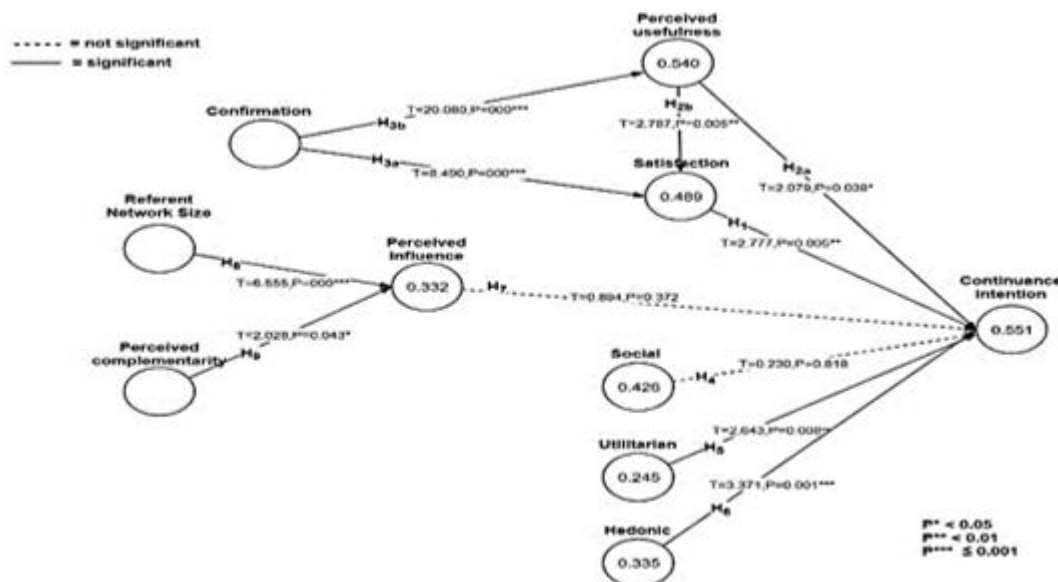 = not significant
= significant
Perceived
usefulness
0.540
Confirmation
H3b
T=20.080,P=000***
H2b
T=2.787,P=0.005**
H3a
T=8.490,P=000***
Satisfaction
0.489
H2a
T=2.079,P=0.038*
H1
T=2.777,P=0.005**
Referent
Network Size
H8
T=6.555,P=000***
Perceived
Influence
0.332
H7
T=0.894,P=0.372
Continuance
intention
0.551
Perceived
complementarity
T=2.028,P=0.043*
H9
Social
0.426
H4
T=0.230,P=0.818
Utilitarian
0.245
T=2.643,P=0.008**
H5
T=3.371,P=0.001***
H6
Hedonic
0.335
P* < 0.05
P** < 0.01
P*** ≤ 0.001